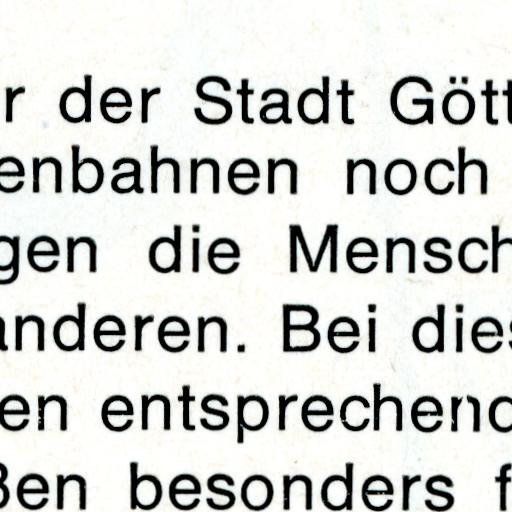 r der Stadt Gött
enbahnen noch
gen die Mensch
anderen. Bei dies
en entsprechend
ßen besonders f